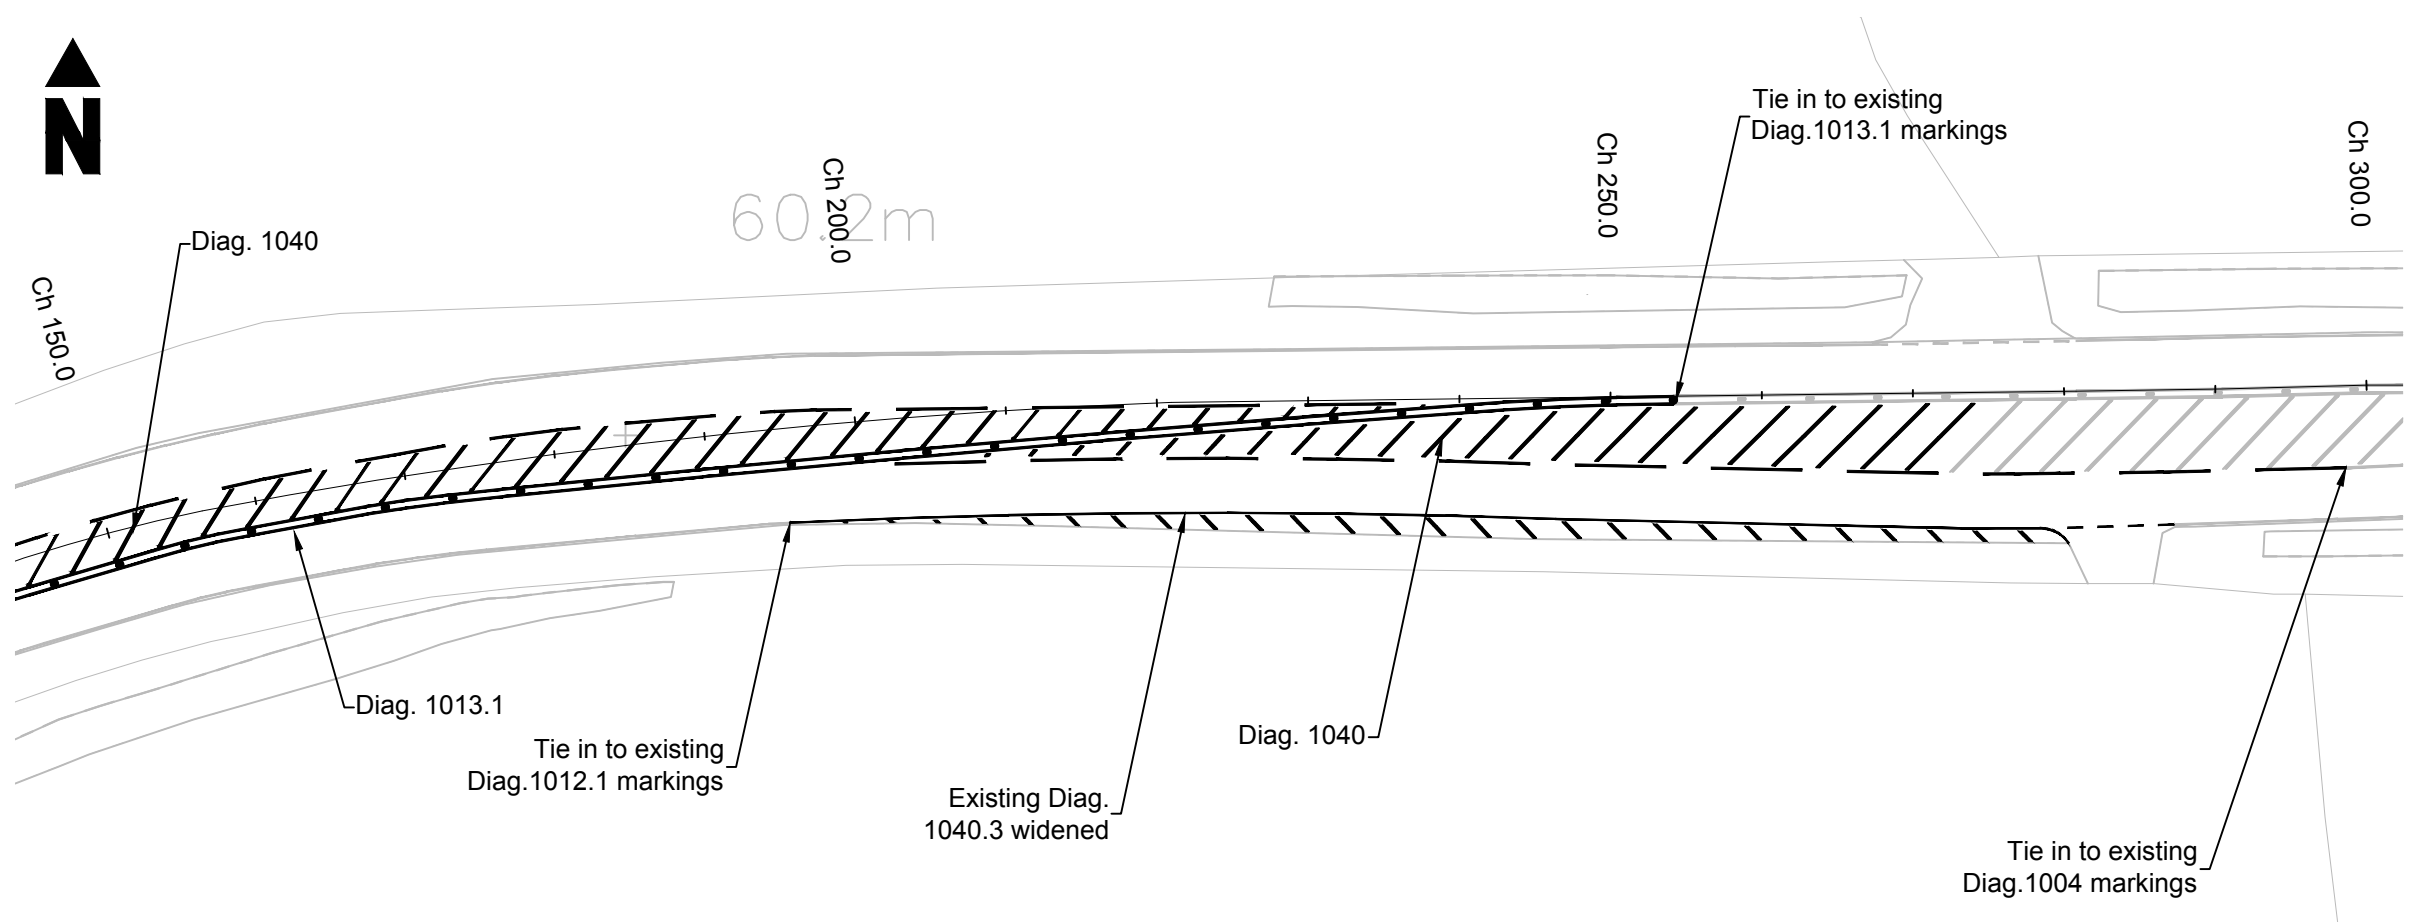 N
Tie in to existing
Diag.1013.1 markings
Ch 300.0
Ch 250.0
Ch 200.0
60.2m
Diag. 1040
Ch 150.0
Diag. 1013.1
Tie in to existing
Diag.1012.1 markings
Diag. 1040
Existing Diag.
1040.3 widened
Tie in to existing
Diag.1004 markings